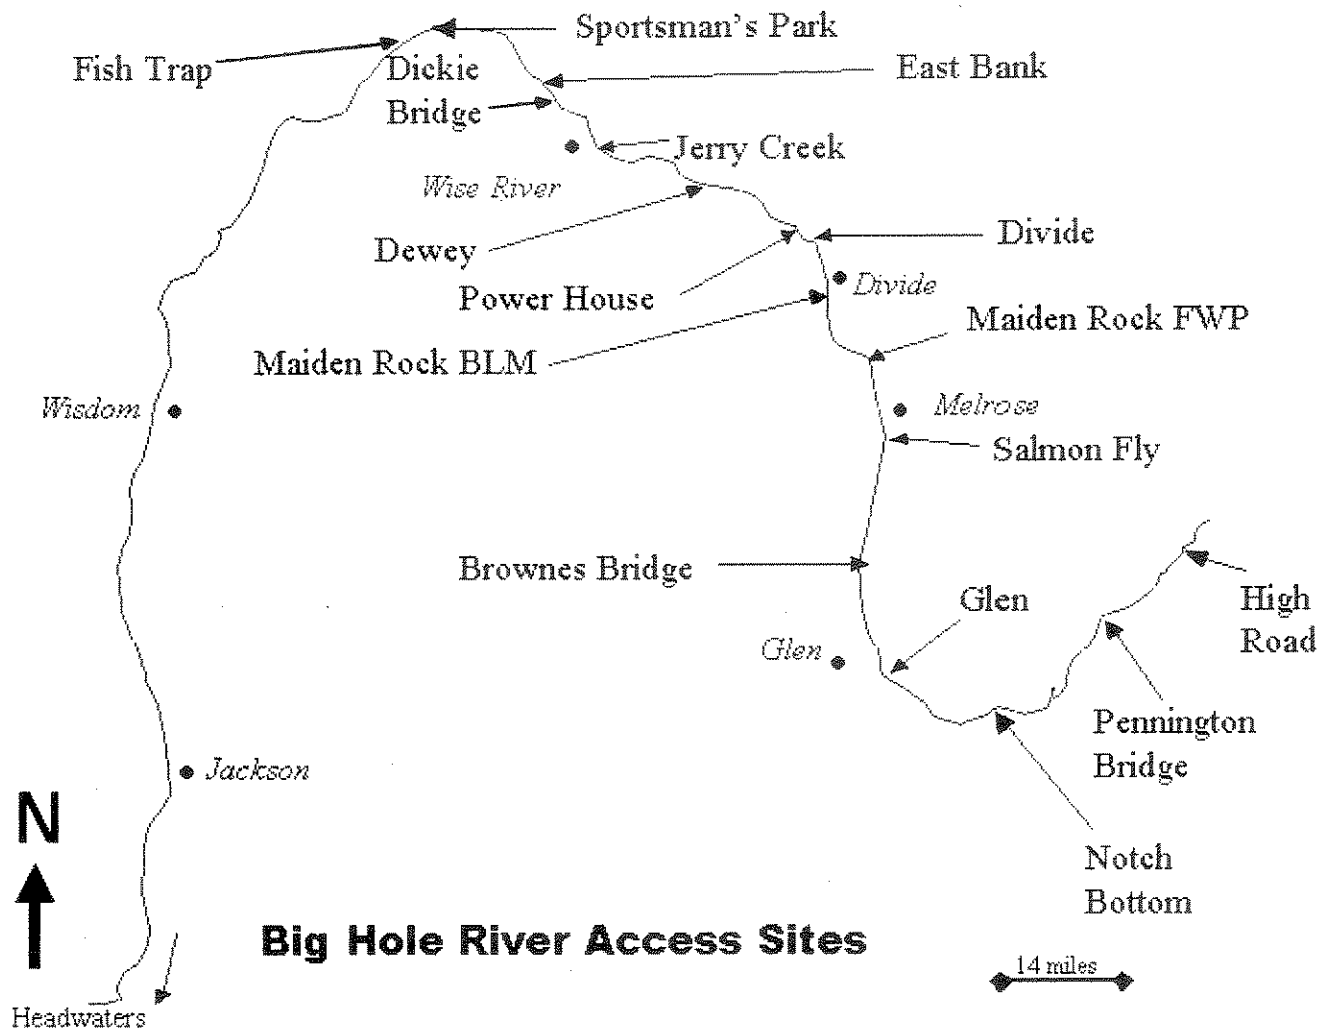 Sportsman's Park
Fish Trap
Dickie
Bridge
East Bank
Jerry Creek
Wise River
Dewey
Divide
Power House
Divide
Maiden Rock FWP
Maiden Rock BLM
Wisdom
Melrose
Salmon Fly
Brownes Bridge
Glen
High
Road
Glen
Pennington
Bridge
Jackson
N
Notch
Bottom
Big Hole River Access Sites
14 miles
Headwaters